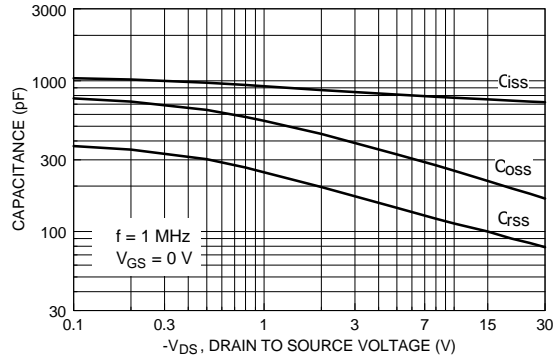 3000
1000
300
100
30
CAPACITANCE (pF)
Ciss
Coss
Crss
f = 1 MHz
VGS = 0 V
0.1 0.3 1 3 7 15 30
-VDS, DRAIN TO SOURCE VOLTAGE (V)